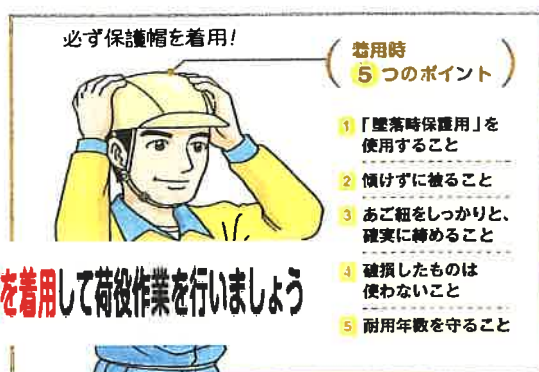 必ず保護帽を着用!
着用時
5つのポイント
1 「墜落時保護用」を
使用すること
2 傾けずに被ること
3 あご紐をしっかりと、
確実に締めること
4 破損したものは
使わないこと
5 耐用年数を守ること
を着用して荷役作業を行いましょう